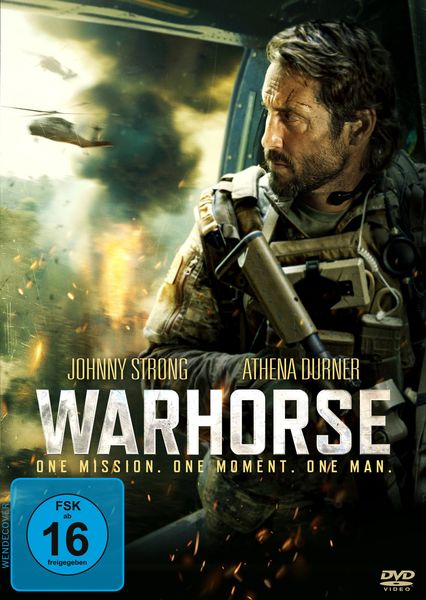 JOHNNY STRONG ATHENA DURNER
WARHORSE
ONE MISSION. ONE MOMENT. ONE MAN.
FSK
ab
16
freigegeben
WENDECOVER
DVD
VIDEO